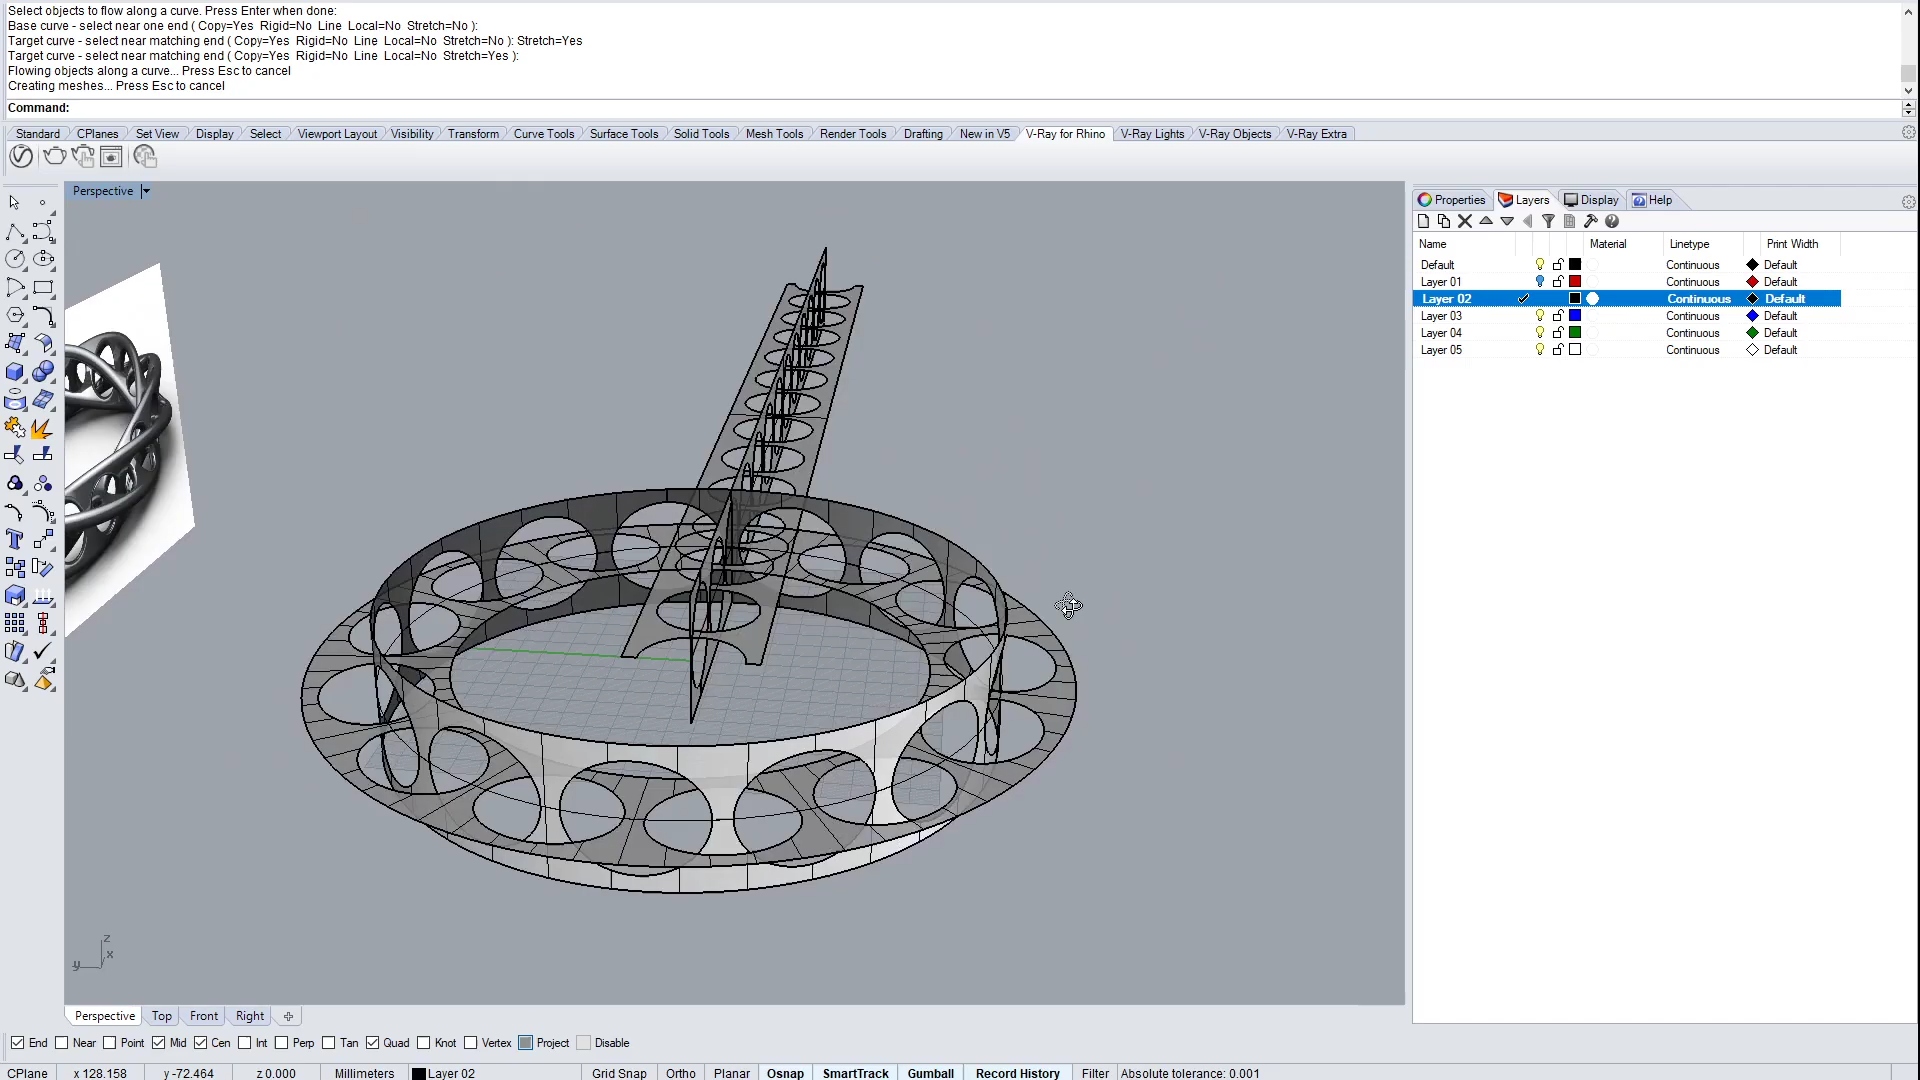 Select objects to flow along a curve. Press Enter when done:
Base curve - select near one end ( Copy=Yes  Rigid=No  Line  Local=No  Stretch=No ):
Target curve - select near matching end ( Copy=Yes  Rigid=No  Line  Local=No  Stretch=No ): Stretch=Yes
Target curve - select near matching end ( Copy=Yes  Rigid=No  Line  Local=No  Stretch=Yes ):
Flowing objects along a curve... Press Esc to cancel
Creating meshes... Press Esc to cancel
Command:
Standard CPlanes Set View Display Select Viewport Layout Visibility Transform Curve Tools Surface Tools Solid Tools Mesh Tools Render Tools Drafting New in V5 V-Ray for Rhino V-Ray Lights V-Ray Objects V-Ray Extra
Perspective
Properties Layers Display Help
Name Material Linetype Print Width
Default Continuous Default
Layer 01 Continuous Default
Layer 02 Continuous Default
Layer 03 Continuous Default
Layer 04 Continuous Default
Layer 05 Continuous Default
z
x
y
Perspective Top Front Right
End Near Point Mid Cen Int Perp Tan Quad Knot Vertex Project Disable
CPlane x 128.158 y -72.464 z 0.000 Millimeters Layer 02 Grid Snap Ortho Planar Osnap SmartTrack Gumball Record History Filter Absolute tolerance: 0.001